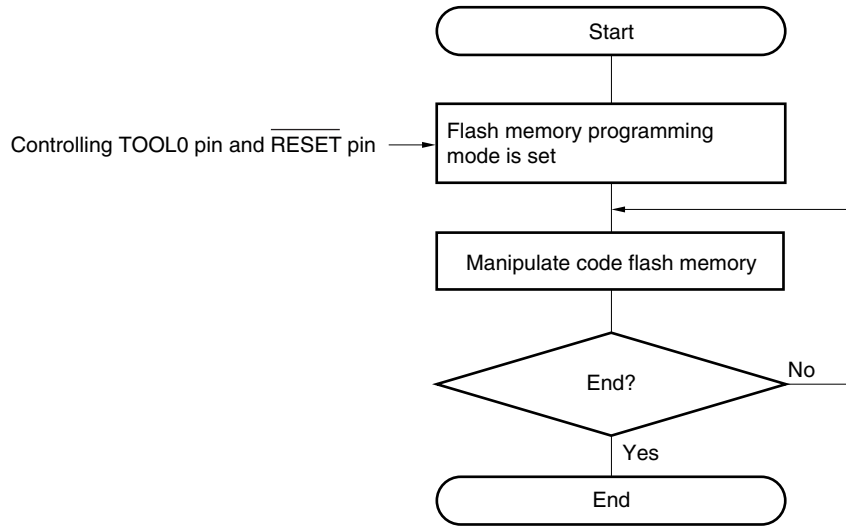 Start
Controlling TOOL0 pin and RESET pin
Flash memory programming
mode is set
Manipulate code flash memory
End?
No
Yes
End